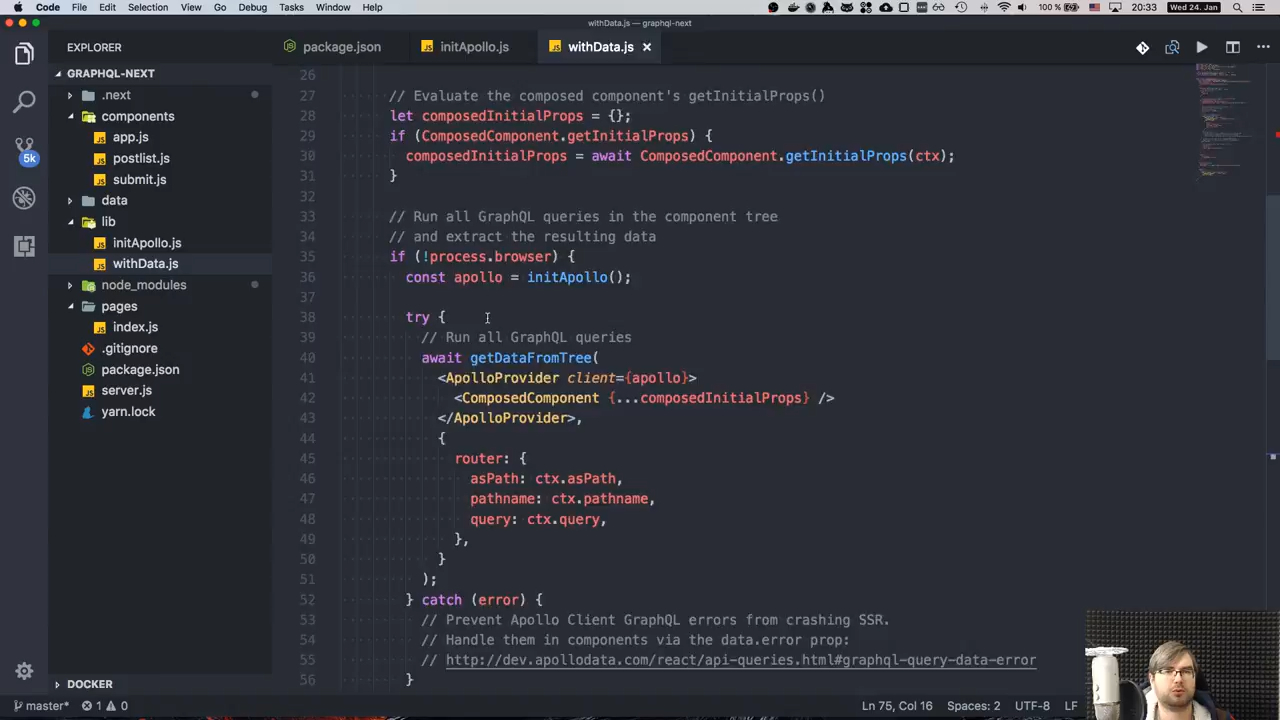 Code File Edit Selection View Go Debug Tasks Window Help 100 % 20:33 Wed 24. Jan
withData.js — graphql-next
EXPLORER
package.json
initApollo.js
withData.js
GRAPHQL-NEXT
.next
components
app.js
postlist.js
submit.js
data
lib
initApollo.js
withData.js
node_modules
pages
index.js
.gitignore
package.json
server.js
yarn.lock
DOCKER
5k
26
27 // Evaluate the composed component's getInitialProps()
28 let composedInitialProps = {};
29 if (ComposedComponent.getInitialProps) {
30 composedInitialProps = await ComposedComponent.getInitialProps(ctx);
31 }
32
33 // Run all GraphQL queries in the component tree
34 // and extract the resulting data
35 if (!process.browser) {
36 const apollo = initApollo();
37
38 try {
39 // Run all GraphQL queries
40 await getDataFromTree(
41 <ApolloProvider client={apollo}>
42 <ComposedComponent {...composedInitialProps} />
43 </ApolloProvider>,
44 {
45 router: {
46 asPath: ctx.asPath,
47 pathname: ctx.pathname,
48 query: ctx.query,
49 },
50 }
51 );
52 } catch (error) {
53 // Prevent Apollo Client GraphQL errors from crashing SSR.
54 // Handle them in components via the data.error prop:
55 // http://dev.apollodata.com/react/api-queries.html#graphql-query-data-error
56 }
master* 1 0 Ln 75, Col 16 Spaces: 2 UTF-8 LF